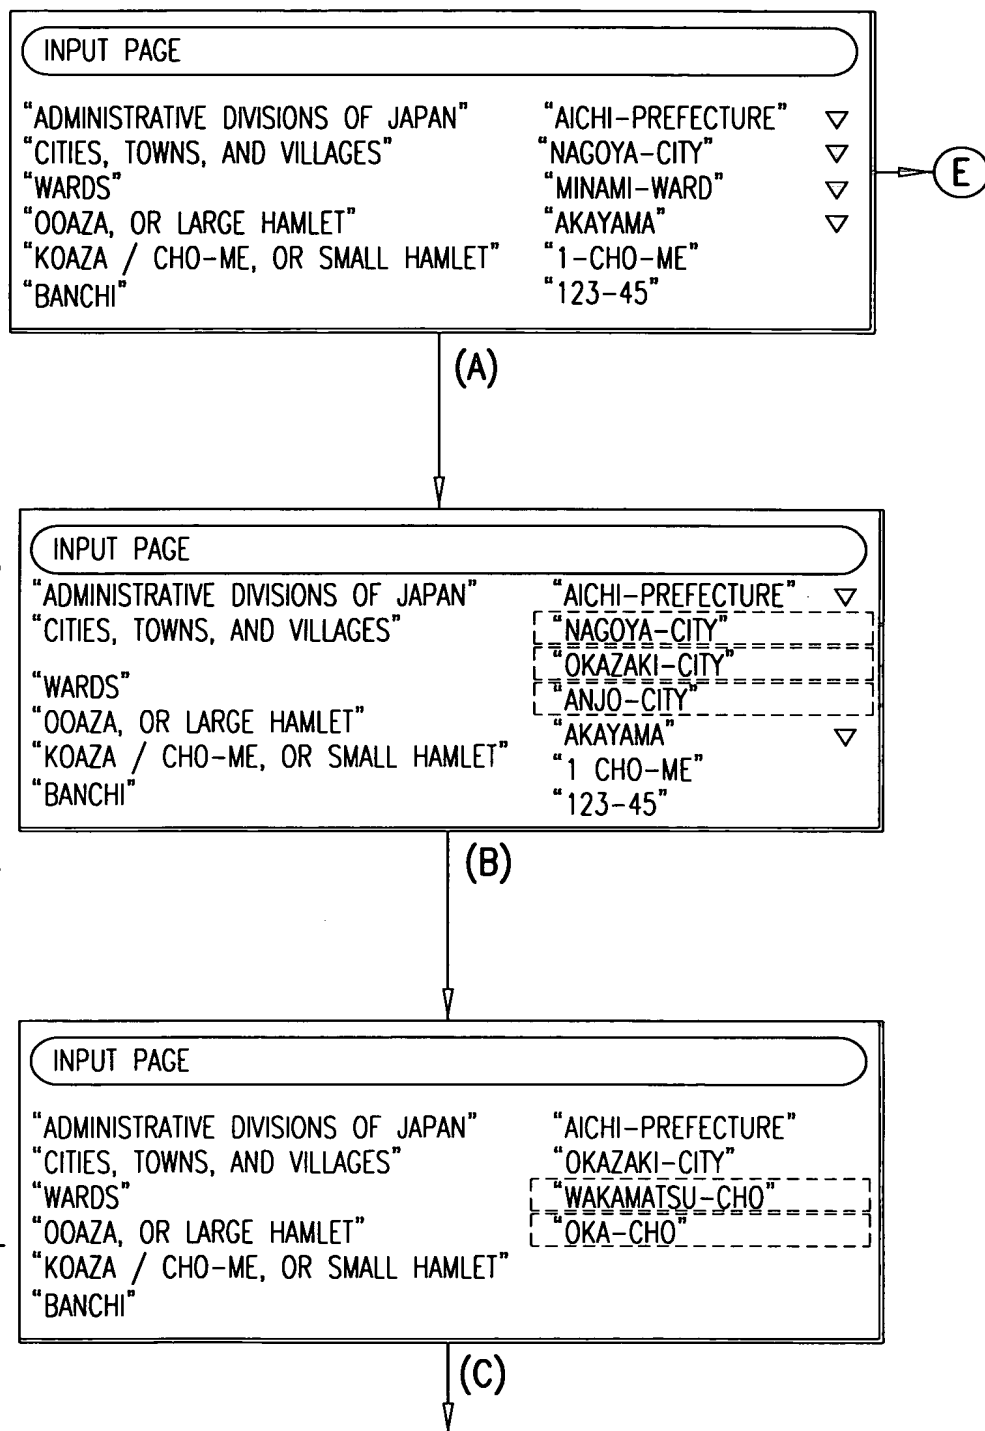 INPUT PAGE
“ADMINISTRATIVE DIVISIONS OF JAPAN” “AICHI-PREFECTURE” ▽
“CITIES, TOWNS, AND VILLAGES” “NAGOYA-CITY” ▽
“WARDS” “MINAMI-WARD” ▽
“OOAZA, OR LARGE HAMLET” “AKAYAMA” ▽
“KOAZA / CHO-ME, OR SMALL HAMLET” “1-CHO-ME”
“BANCHI” “123-45”
E
(A)
INPUT PAGE
“ADMINISTRATIVE DIVISIONS OF JAPAN” “AICHI-PREFECTURE” ▽
“CITIES, TOWNS, AND VILLAGES” “NAGOYA-CITY”
“OKAZAKI-CITY”
“WARDS” “ANJO-CITY”
“OOAZA, OR LARGE HAMLET” “AKAYAMA” ▽
“KOAZA / CHO-ME, OR SMALL HAMLET” “1 CHO-ME”
“BANCHI” “123-45”
(B)
INPUT PAGE
“ADMINISTRATIVE DIVISIONS OF JAPAN” “AICHI-PREFECTURE”
“CITIES, TOWNS, AND VILLAGES” “OKAZAKI-CITY”
“WARDS” “WAKAMATSU-CHO”
“OOAZA, OR LARGE HAMLET” “OKA-CHO”
“KOAZA / CHO-ME, OR SMALL HAMLET”
“BANCHI”
(C)